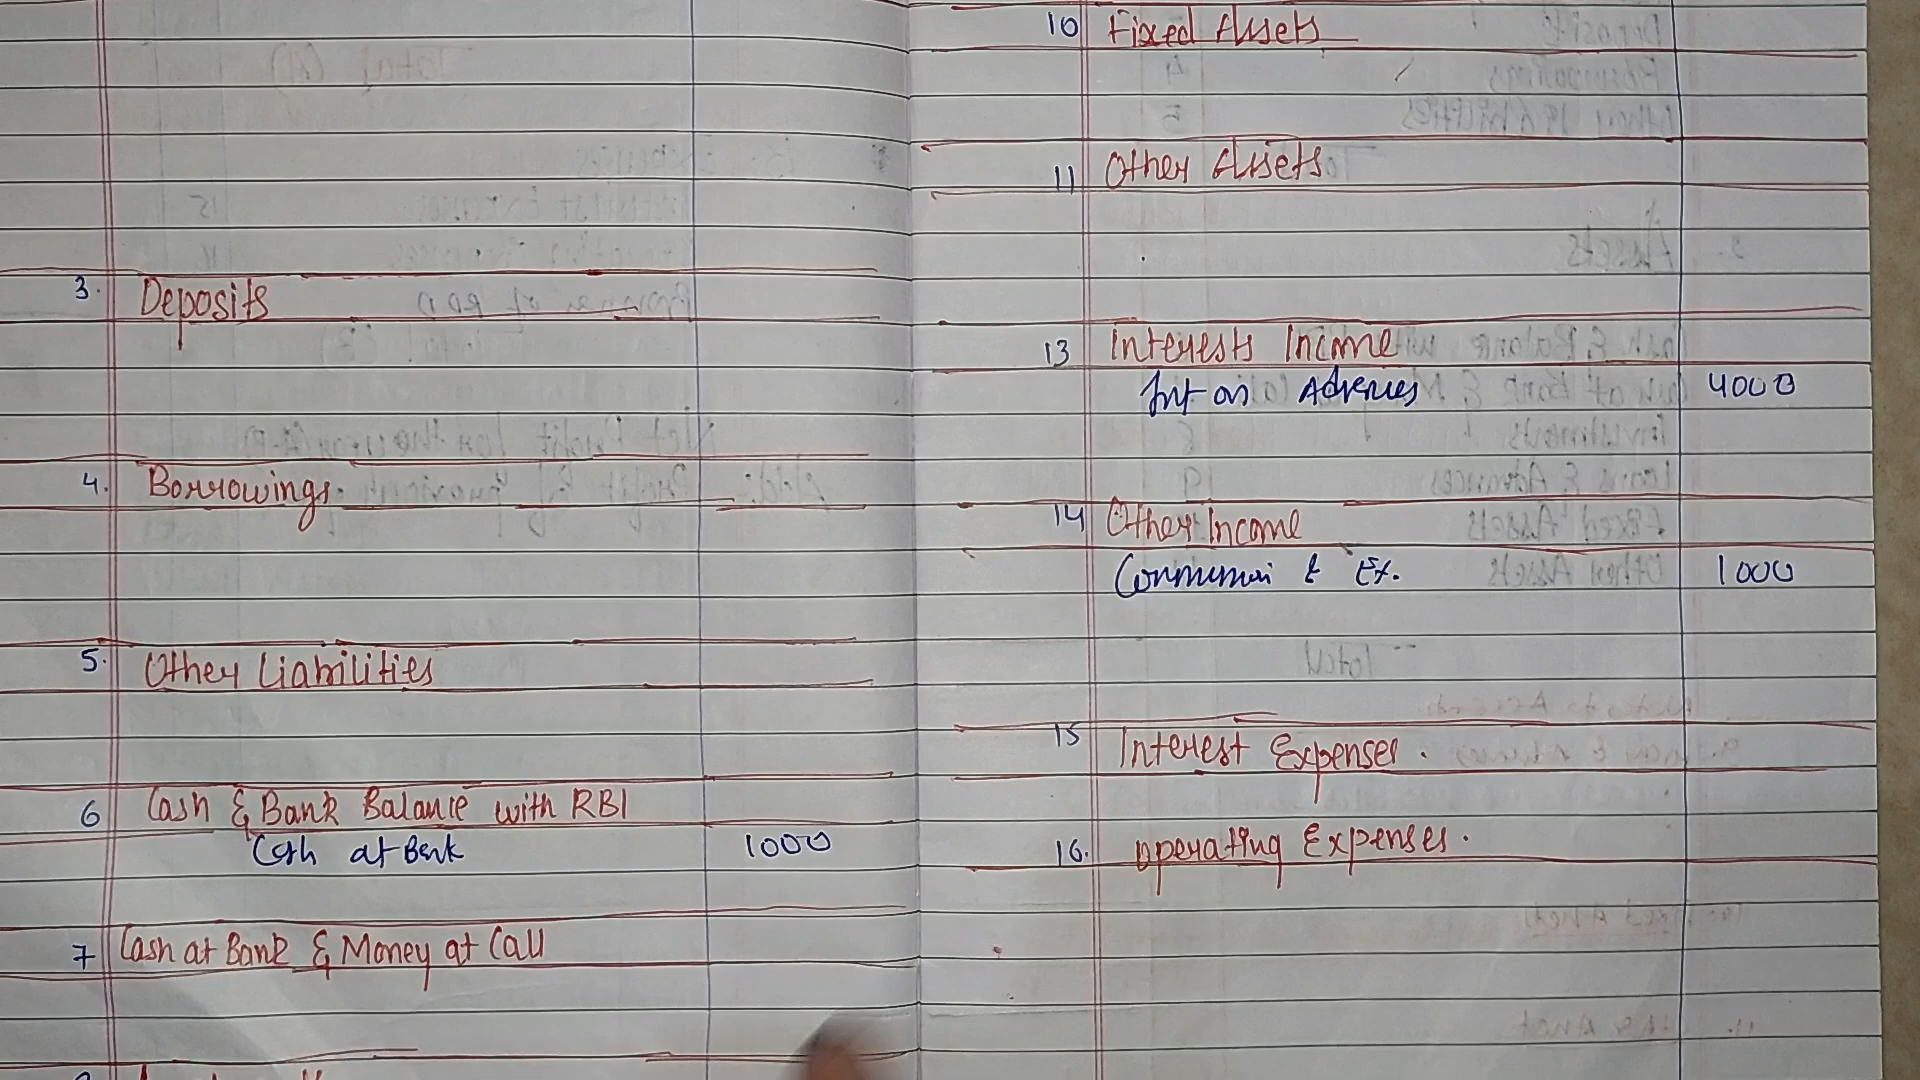 3. Deposits
4. Borrowings
5. Other Liabilities
6 Cash & Bank Balance with RBI
Cash at Bank 1000
7 Cash at Bank & Money at Call
10 Fixed Assets
11 Other Assets
13 Interests Income
Int on Advances 4000
14 Other Income
Commission & Ex. 1000
15 Interest Expenses.
16. Operating Expenses.